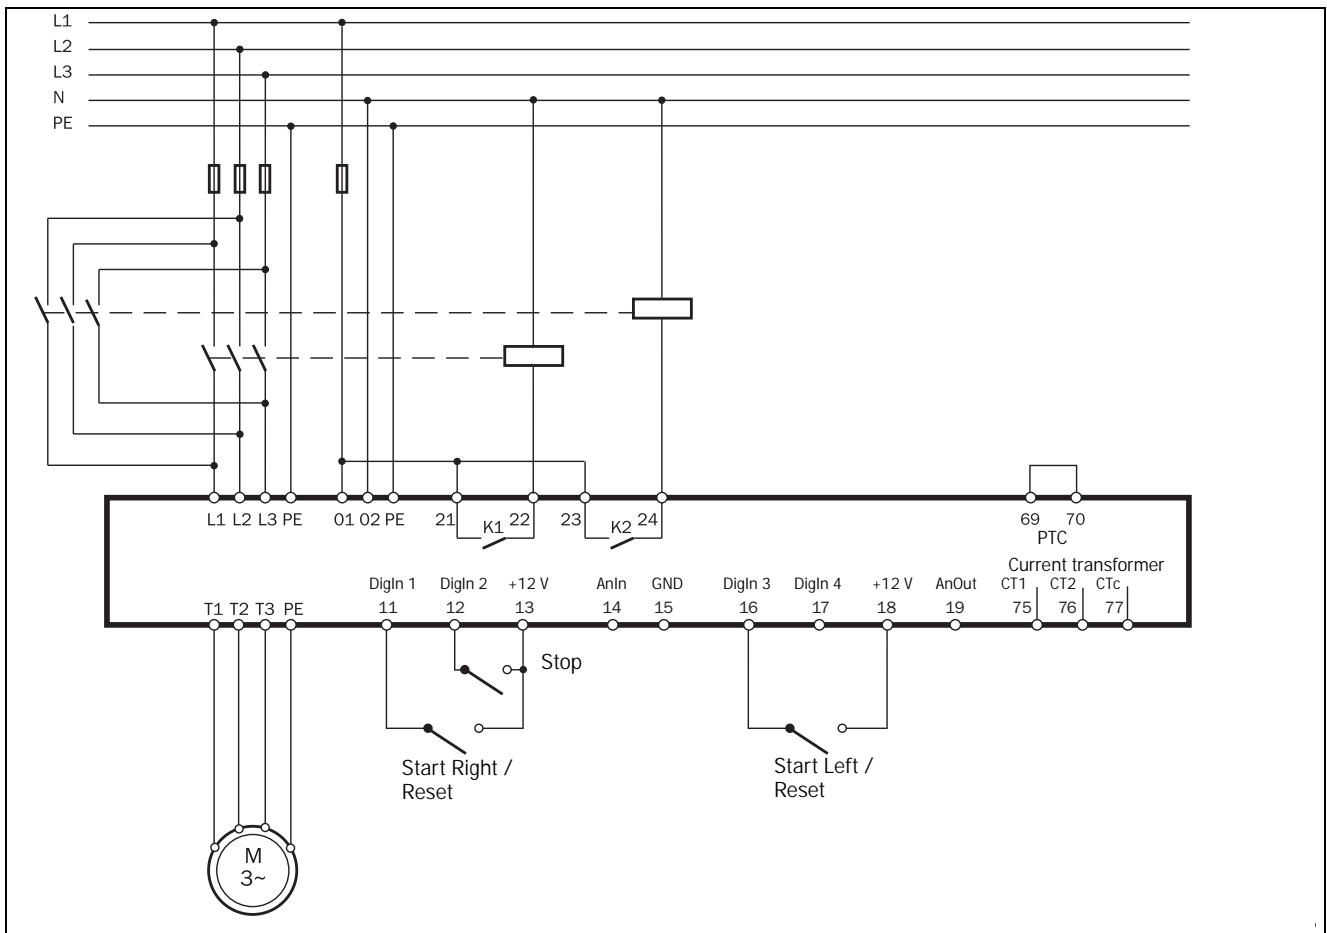 L1
L2
L3
N
PE
L1 L2 L3 PE 01 02 PE 21 K1 22 23 K2 24 69 70
PTC
Current transformer
DigIn 1 DigIn 2 +12 V AnIn GND DigIn 3 DigIn 4 +12 V AnOut CT1 CT2 CTc
T1 T2 T3 PE 11 12 13 14 15 16 17 18 19 75 76 77
Stop
Start Right /
Reset
Start Left /
Reset
M
3~